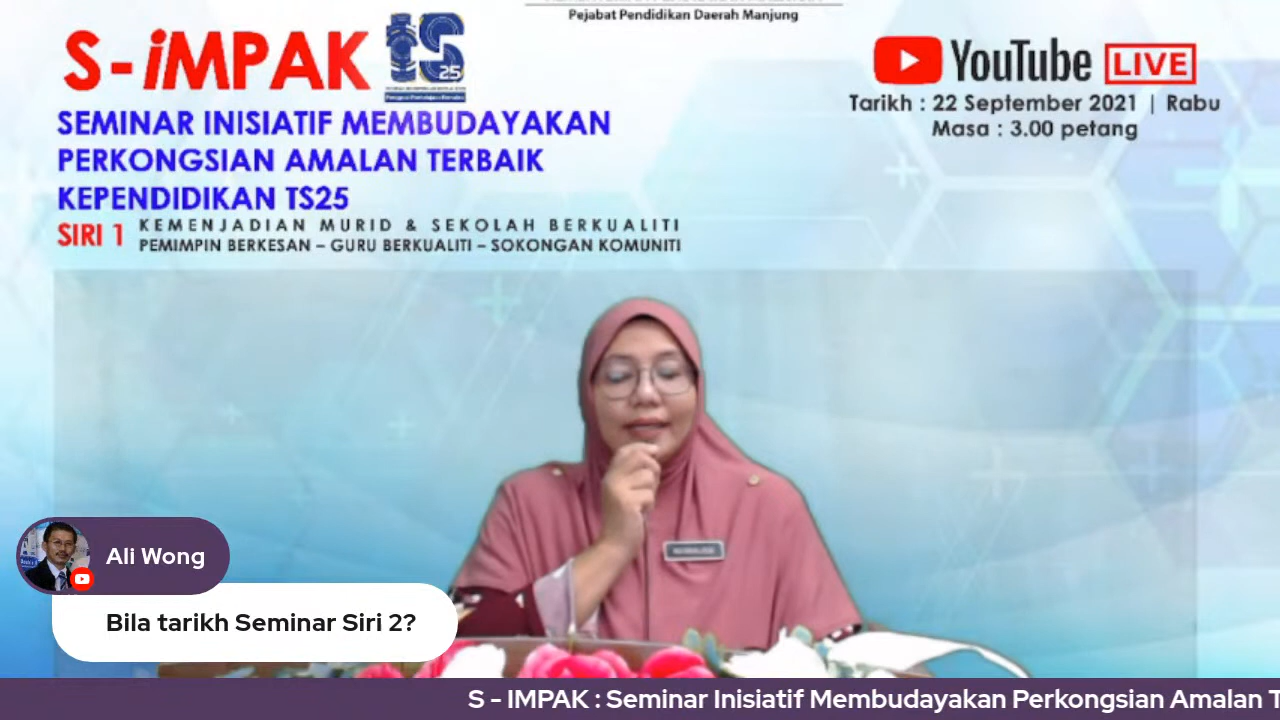 Pejabat Pendidikan Daerah Manjung
S-iMPAK
TS
25
SEMINAR INISIATIF MEMBUDAYAKAN
PERKONGSIAN AMALAN TERBAIK
KEPENDIDIKAN TS25
SIRI 1
KEMENJADIAN MURID & SEKOLAH BERKUALITI
PEMIMPIN BERKESAN – GURU BERKUALITI – SOKONGAN KOMUNITI
YouTube LIVE
Tarikh : 22 September 2021 | Rabu
Masa : 3.00 petang
Ali Wong
Bila tarikh Seminar Siri 2?
S - IMPAK : Seminar Inisiatif Membudayakan Perkongsian Amalan T